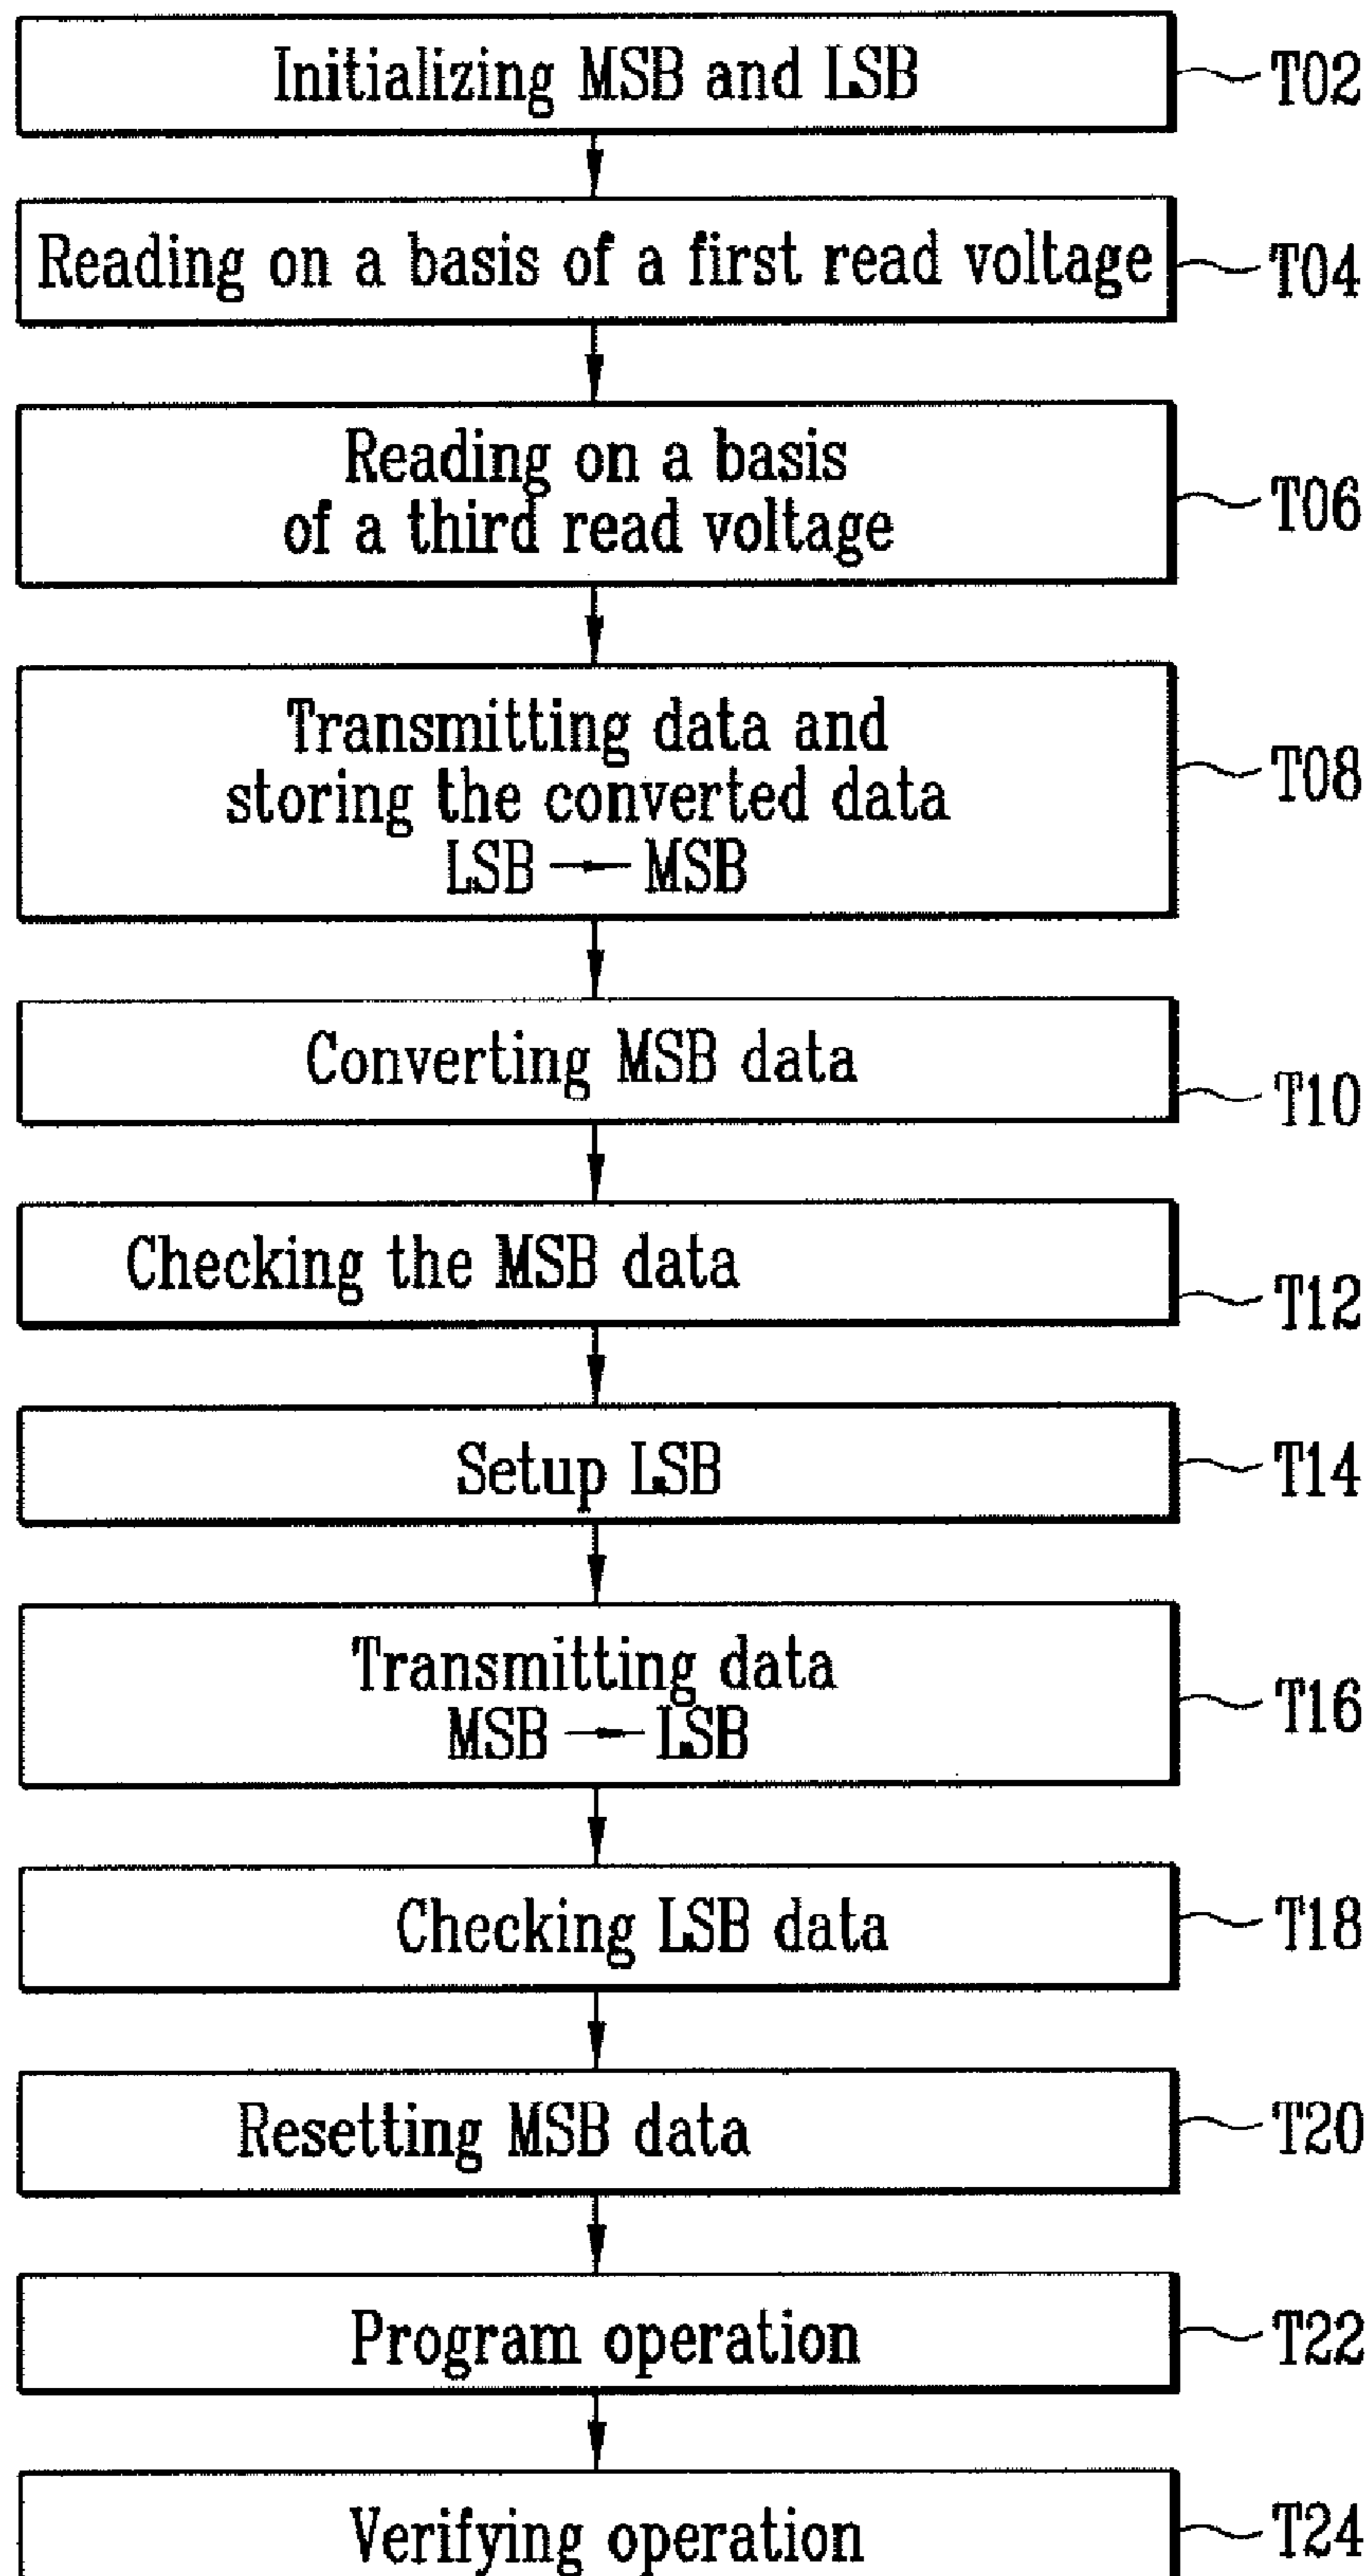 Initializing MSB and LSB
T02
Reading on a basis of a first read voltage
T04
Reading on a basis
of a third read voltage
T06
Transmitting data and
storing the converted data
LSB → MSB
T08
Converting MSB data
T10
Checking the MSB data
T12
Setup LSB
T14
Transmitting data
MSB → LSB
T16
Checking LSB data
T18
Resetting MSB data
T20
Program operation
T22
Verifying operation
T24